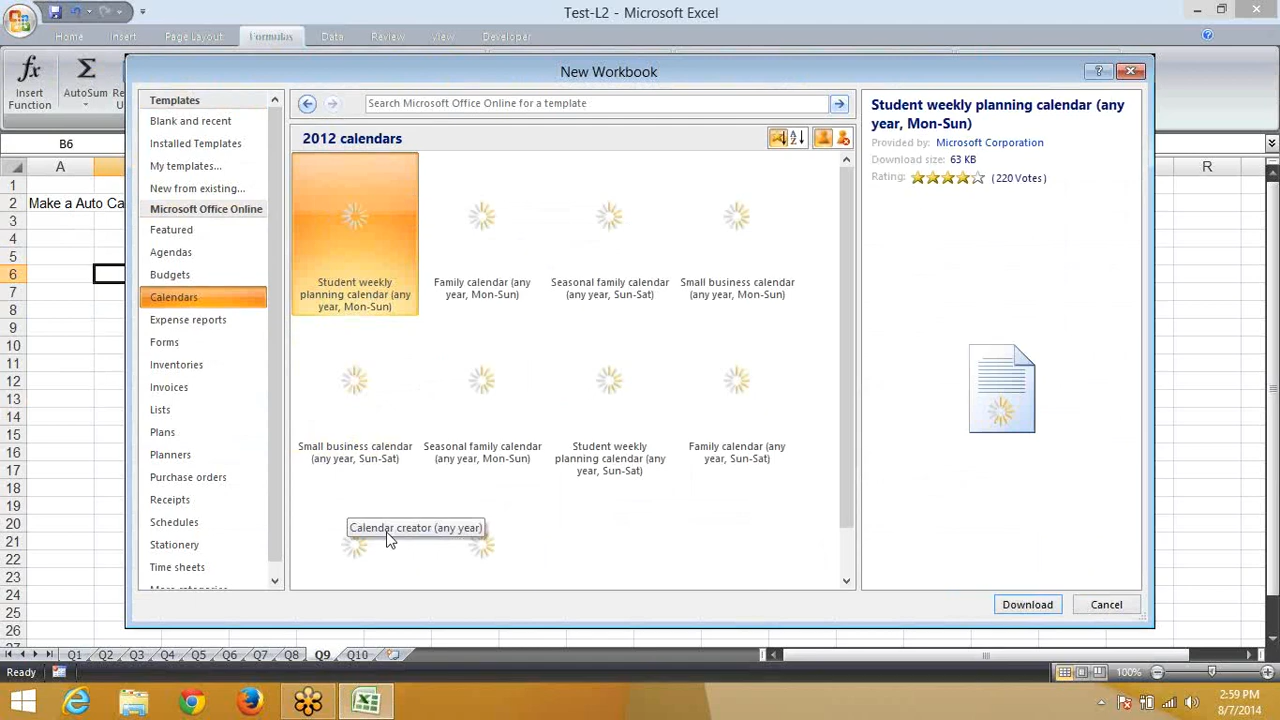 Test-L2 - Microsoft Excel
Home Insert Page Layout Formulas Data Review View Developer
fx Insert Function
Σ AutoSum
New Workbook
Templates
Blank and recent
Installed Templates
My templates...
New from existing...
Microsoft Office Online
Featured
Agendas
Budgets
Calendars
Expense reports
Forms
Inventories
Invoices
Lists
Plans
Planners
Purchase orders
Receipts
Schedules
Stationery
Time sheets
More categories
Search Microsoft Office Online for a template
2012 calendars
Student weekly
planning calendar (any
year, Mon-Sun)
Family calendar (any
year, Mon-Sun)
Seasonal family calendar
(any year, Sun-Sat)
Small business calendar
(any year, Mon-Sun)
Small business calendar
(any year, Sun-Sat)
Seasonal family calendar
(any year, Mon-Sun)
Student weekly
planning calendar (any
year, Sun-Sat)
Family calendar (any
year, Sun-Sat)
Calendar creator (any year)
Student weekly planning calendar (any
year, Mon-Sun)
Provided by: Microsoft Corporation
Download size: 63 KB
Rating: (220 Votes)
Download Cancel
B6
A R
1
2 Make a Auto Ca
3
4
5
6
7
8
9
10
11
12
13
14
15
16
17
18
19
20
21
22
23
24
25
26
Q1 Q2 Q3 Q4 Q5 Q6 Q7 Q8 Q9 Q10
Ready 100%
2:59 PM
8/7/2014